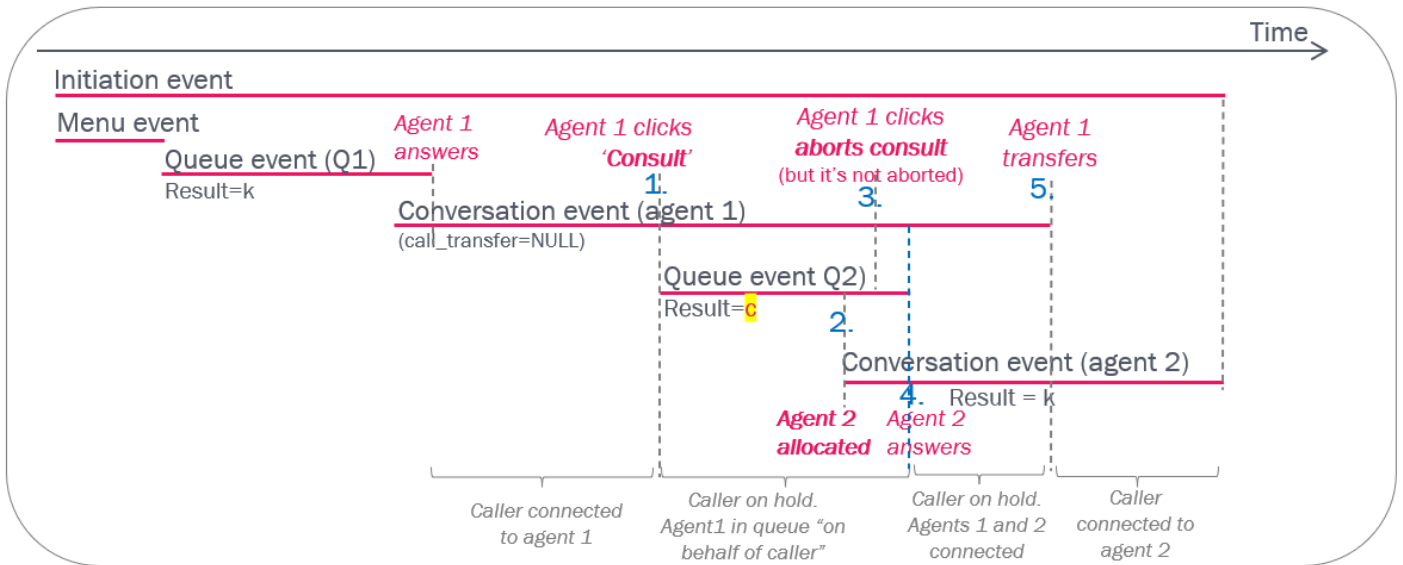 Time
Initiation event
Menu event
Agent 1
answers
Agent 1 clicks
‘Consult’
1.
Agent 1 clicks
aborts consult
(but it’s not aborted)
3.
Agent 1
transfers
5.
Queue event (Q1)
Result=k
Conversation event (agent 1)
(call_transfer=NULL)
Queue event Q2)
Result=c
2.
Conversation event (agent 2)
4.
Result = k
Agent 2
allocated
Agent 2
answers
Caller connected
to agent 1
Caller on hold.
Agent1 in queue “on
behalf of caller”
Caller on hold.
Agents 1 and 2
connected
Caller
connected to
agent 2